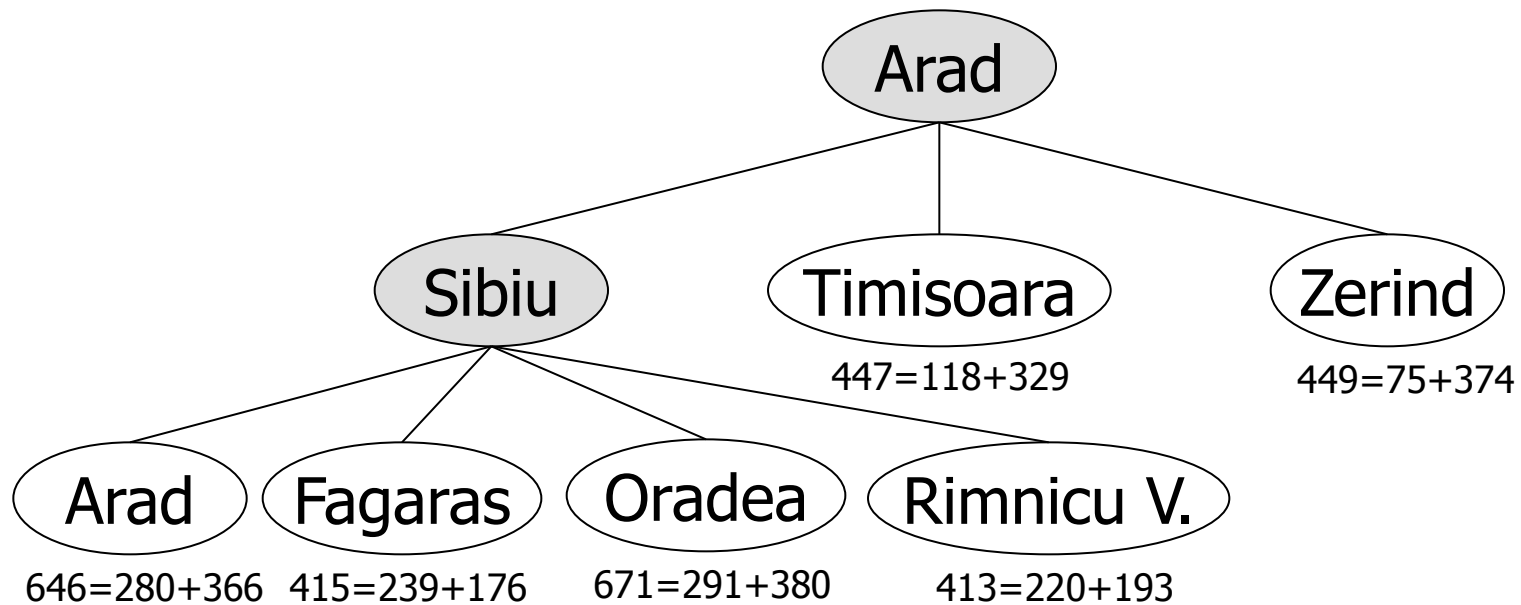 Arad
Sibiu
Timisoara
Zerind
447=118+329
449=75+374
Arad
Fagaras
Oradea
Rimnicu V.
646=280+366
415=239+176
671=291+380
413=220+193